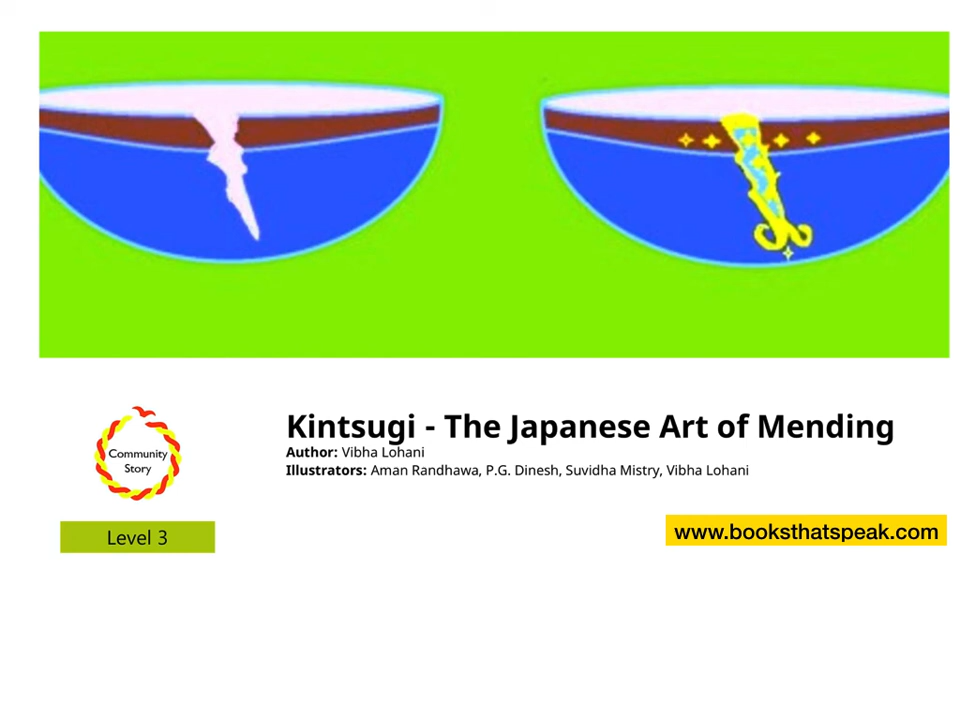 Community
Story
Kintsugi - The Japanese Art of Mending
Author: Vibha Lohani
Illustrators: Aman Randhawa, P.G. Dinesh, Suvidha Mistry, Vibha Lohani
Level 3
www.booksthatspeak.com